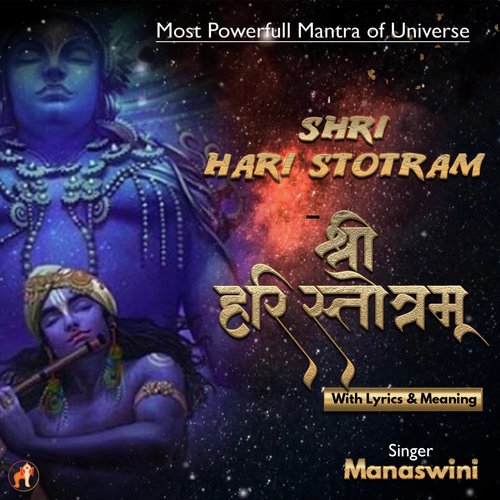 Most Powerfull Mantra of Universe
SHRI
HARI STOTRAM
श्री
हरि स्तोत्रम्
With Lyrics & Meaning
Singer
Manaswini